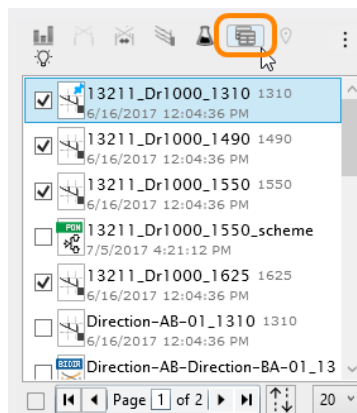 13211_Dr1000_1310 1310
6/16/2017 12:04:36 PM
13211_Dr1000_1490 1490
6/16/2017 12:04:36 PM
13211_Dr1000_1550 1550
6/16/2017 12:04:36 PM
PON 13211_Dr1000_1550_scheme
7/5/2017 4:21:12 PM
13211_Dr1000_1625 1625
6/16/2017 12:04:36 PM
Direction-AB-01_1310 1310
6/16/2017 12:04:36 PM
BIDIR Direction-AB-Direction-BA-01_13
Page 1 of 2 20